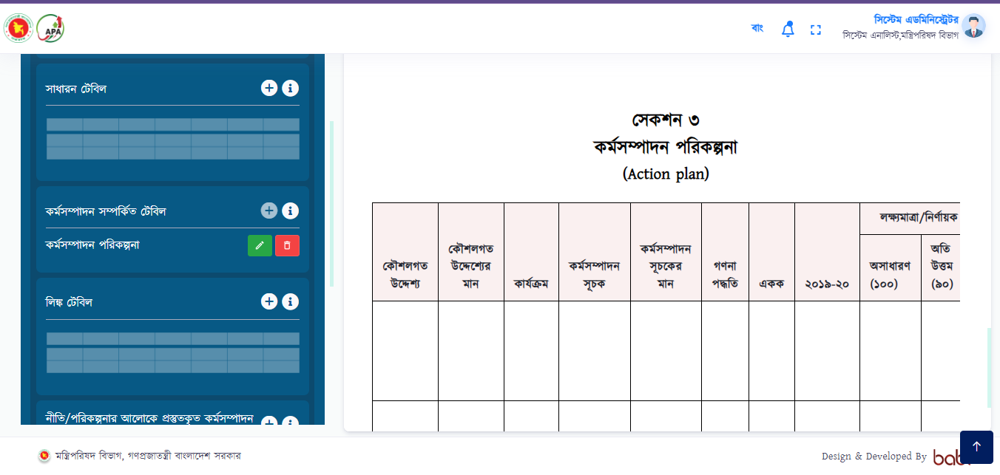 APA
বাং
সিস্টেম এডমিনিস্ট্রেটর
সিস্টেম এনালিস্ট,মন্ত্রিপরিষদ বিভাগ
সাধারন টেবিল
কর্মসম্পাদন সম্পর্কিত টেবিল
কর্মসম্পাদন পরিকল্পনা
লিঙ্ক টেবিল
নীতি/পরিকল্পনার আলোকে প্রস্তুতকৃত কর্মসম্পাদন
সেকশন ৩
কর্মসম্পাদন পরিকল্পনা
(Action plan)
কৌশলগত
উদ্দেশ্য
কৌশলগত
উদ্দেশ্যের
মান
কার্যক্রম
কর্মসম্পাদন
সূচক
কর্মসম্পাদন
সূচকের
মান
গণনা
পদ্ধতি
একক
২০১৯-২০
লক্ষ্যমাত্রা/নির্ণায়ক
অসাধারণ
(১০০)
অতি
উত্তম
(৯০)
মন্ত্রিপরিষদ বিভাগ, গণপ্রজাতন্ত্রী বাংলাদেশ সরকার
Design & Developed By